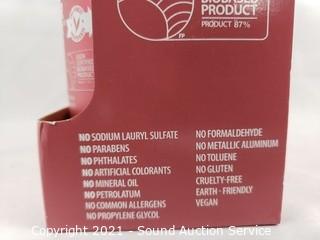 BIOBASED
PRODUCT
PRODUCT 87%
FP
NO SODIUM LAURYL SULFATE
NO PARABENS
NO PHTHALATES
NO ARTIFICIAL COLORANTS
NO MINERAL OIL
NO PETROLATUM
NO COMMON ALLERGENS
NO PROPYLENE GLYCOL
NO FORMALDEHYDE
NO METALLIC ALUMINUM
NO TOLUENE
NO GLUTEN
CRUELTY-FREE
EARTH - FRIENDLY
VEGAN
Copyright 2021 - Sound Auction Service